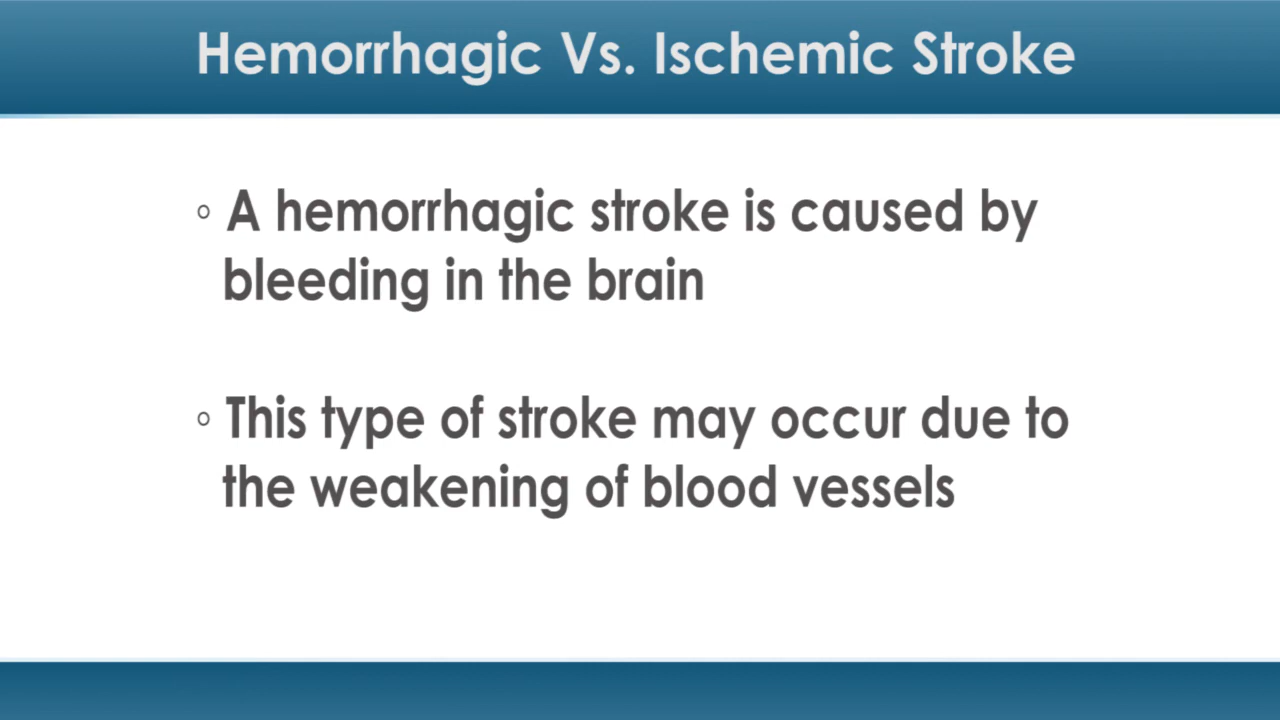 Hemorrhagic Vs. Ischemic Stroke
◦ A hemorrhagic stroke is caused by
bleeding in the brain
◦ This type of stroke may occur due to
the weakening of blood vessels